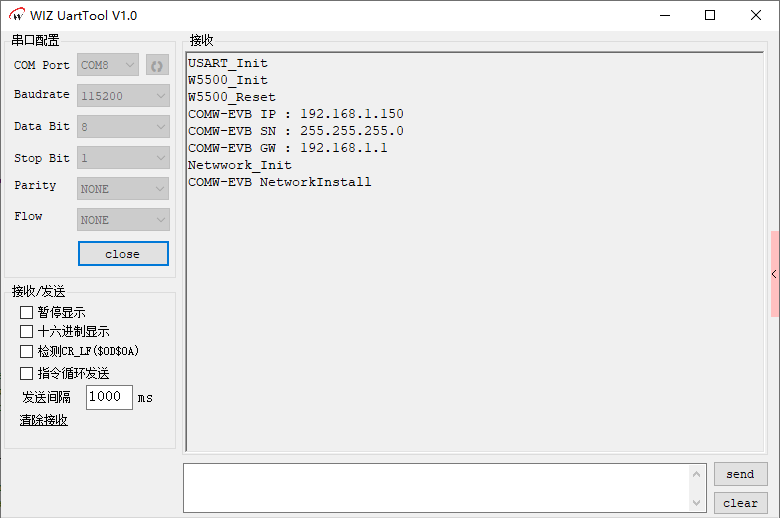 WIZ UartTool V1.0
串口配置
COM Port COM8
Baudrate 115200
Data Bit 8
Stop Bit 1
Parity NONE
Flow NONE
close
接收/发送
暂停显示
十六进制显示
检测CR_LF($0D$0A)
指令循环发送
发送间隔 1000 ms
清除接收
接收
USART_Init
W5500_Init
W5500_Reset
COMW-EVB IP : 192.168.1.150
COMW-EVB SN : 255.255.255.0
COMW-EVB GW : 192.168.1.1
Netwwork_Init
COMW-EVB NetworkInstall
send
clear